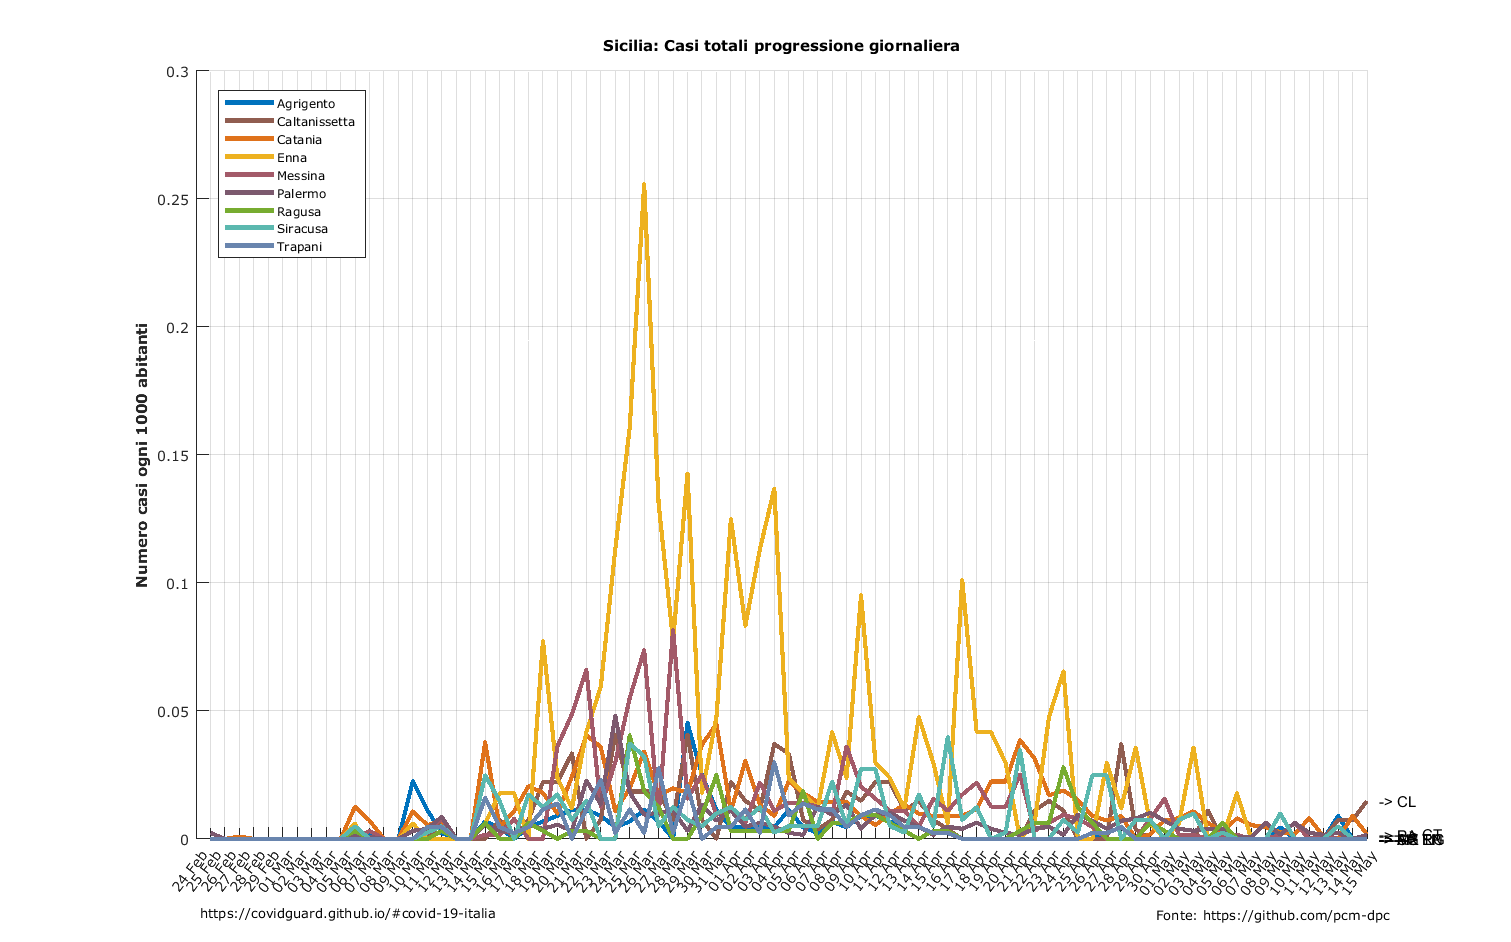 Sicilia: Casi totali progressione giornaliera
0.3
0.25
0.2
0.15
0.1
0.05
0
Numero casi ogni 1000 abitanti
Agrigento
Caltanissetta
Catania
Enna
Messina
Palermo
Ragusa
Siracusa
Trapani
-> CL
24 Feb
25 Feb
26 Feb
27 Feb
28 Feb
29 Feb
01 Mar
02 Mar
03 Mar
04 Mar
05 Mar
06 Mar
07 Mar
08 Mar
09 Mar
10 Mar
11 Mar
12 Mar
13 Mar
14 Mar
15 Mar
16 Mar
17 Mar
18 Mar
19 Mar
20 Mar
21 Mar
22 Mar
23 Mar
24 Mar
25 Mar
26 Mar
27 Mar
28 Mar
29 Mar
30 Mar
31 Mar
01 Apr
02 Apr
03 Apr
04 Apr
05 Apr
06 Apr
07 Apr
08 Apr
09 Apr
10 Apr
11 Apr
12 Apr
13 Apr
14 Apr
15 Apr
16 Apr
17 Apr
18 Apr
19 Apr
20 Apr
21 Apr
22 Apr
23 Apr
24 Apr
25 Apr
26 Apr
27 Apr
28 Apr
29 Apr
30 Apr
01 May
02 May
03 May
04 May
05 May
06 May
07 May
08 May
09 May
10 May
11 May
12 May
13 May
14 May
15 May
https://covidguard.github.io/#covid-19-italia
Fonte: https://github.com/pcm-dpc